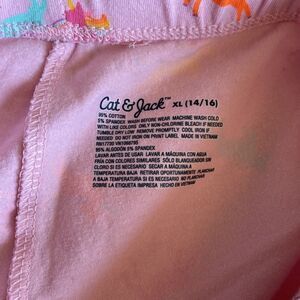 Cat & Jack™ XL (14/16)
95% COTTON
5% SPANDEX WASH BEFORE WEAR MACHINE WASH COLD
WITH LIKE COLORS ONLY NON-CHLORINE BLEACH IF NEEDED
TUMBLE DRY LOW REMOVE PROMPTLY COOL IRON IF
NEEDED DO NOT IRON ON PRINT LABEL MADE IN VIETNAM
RN17730 VN1066795
95% ALGODÓN 5% SPANDEX
LAVAR ANTES DE USAR LAVAR A MÁQUINA CON AGUA
FRÍA CON COLORES SIMILARES SÓLO BLANQUEADOR SIN
CLORO SI ES NECESARIO SECAR A MÁQUINA A
BAJA TEMPERATURA RETIRAR OPORTUNAMENTE PLANCHAR
A BAJA TEMPERATURA SI ES NECESARIO NO PLANCHAR
SOBRE LA ETIQUETA IMPRESA HECHO EN VIETNAM